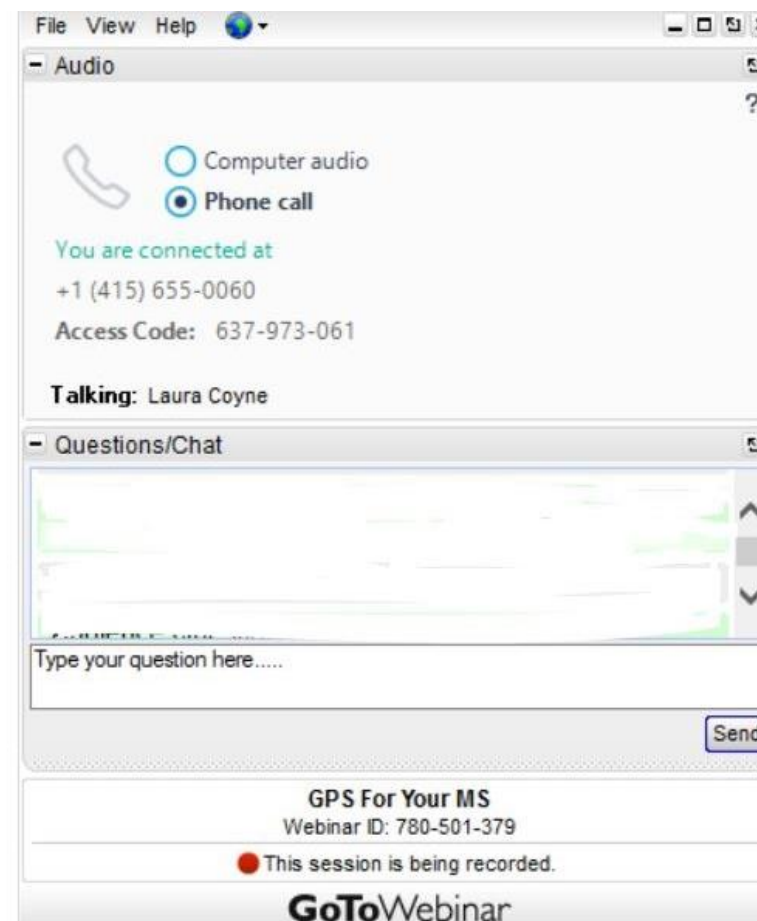 File View Help
Audio
?
Computer audio
Phone call
You are connected at
+1 (415) 655-0060
Access Code: 637-973-061
Talking: Laura Coyne
Questions/Chat
Type your question here.....
Send
GPS For Your MS
Webinar ID: 780-501-379
This session is being recorded.
GoToWebinar